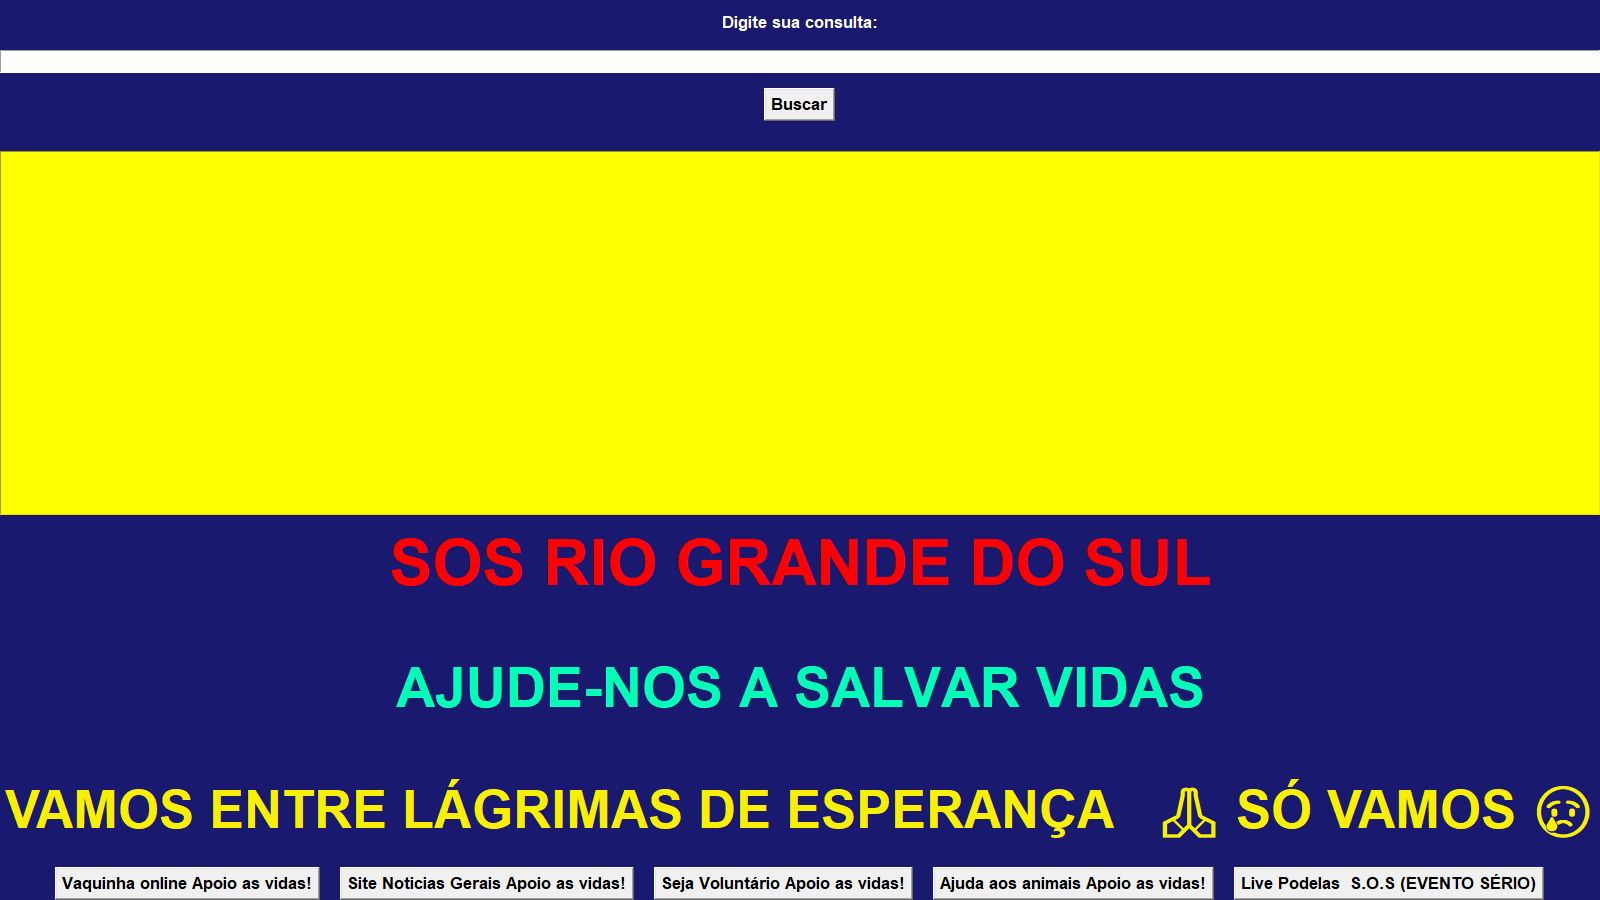 Digite sua consulta:
Buscar
SOS RIO GRANDE DO SUL
AJUDE-NOS A SALVAR VIDAS
VAMOS ENTRE LÁGRIMAS DE ESPERANÇA 🙏 SÓ VAMOS 😢
Vaquinha online Apoio as vidas! Site Noticias Gerais Apoio as vidas! Seja Voluntário Apoio as vidas! Ajuda aos animais Apoio as vidas! Live Podelas  S.O.S (EVENTO SÉRIO)